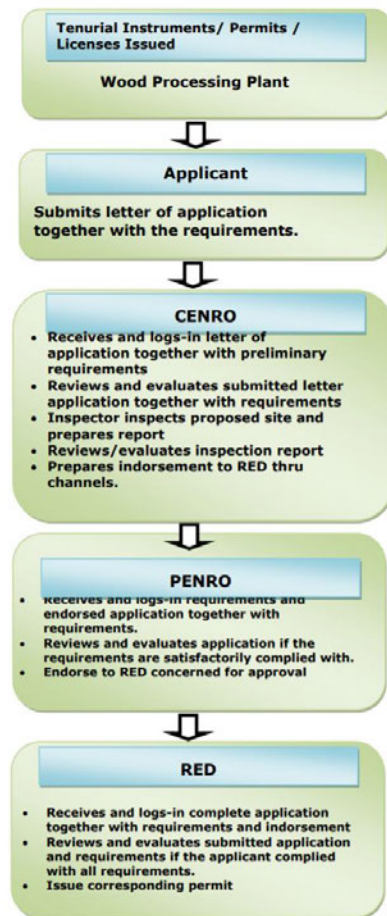 Tenurial Instruments/ Permits /
Licenses Issued
Wood Processing Plant
Applicant
Submits letter of application
together with the requirements.
CENRO
• Receives and logs-in letter of
application together with preliminary
requirements
• Reviews and evaluates submitted letter
application together with requirements
• Inspector inspects proposed site and
prepares report
• Reviews/evaluates inspection report
• Prepares indorsement to RED thru
channels.
PENRO
• Receives and logs-in requirements and
endorsed application together with
requirements.
• Reviews and evaluates application if the
requirements are satisfactorily complied with.
• Endorse to RED concerned for approval
RED
• Receives and logs-in complete application
together with requirements and indorsement
• Reviews and evaluates submitted application
and requirements if the applicant complied
with all requirements.
• Issue corresponding permit